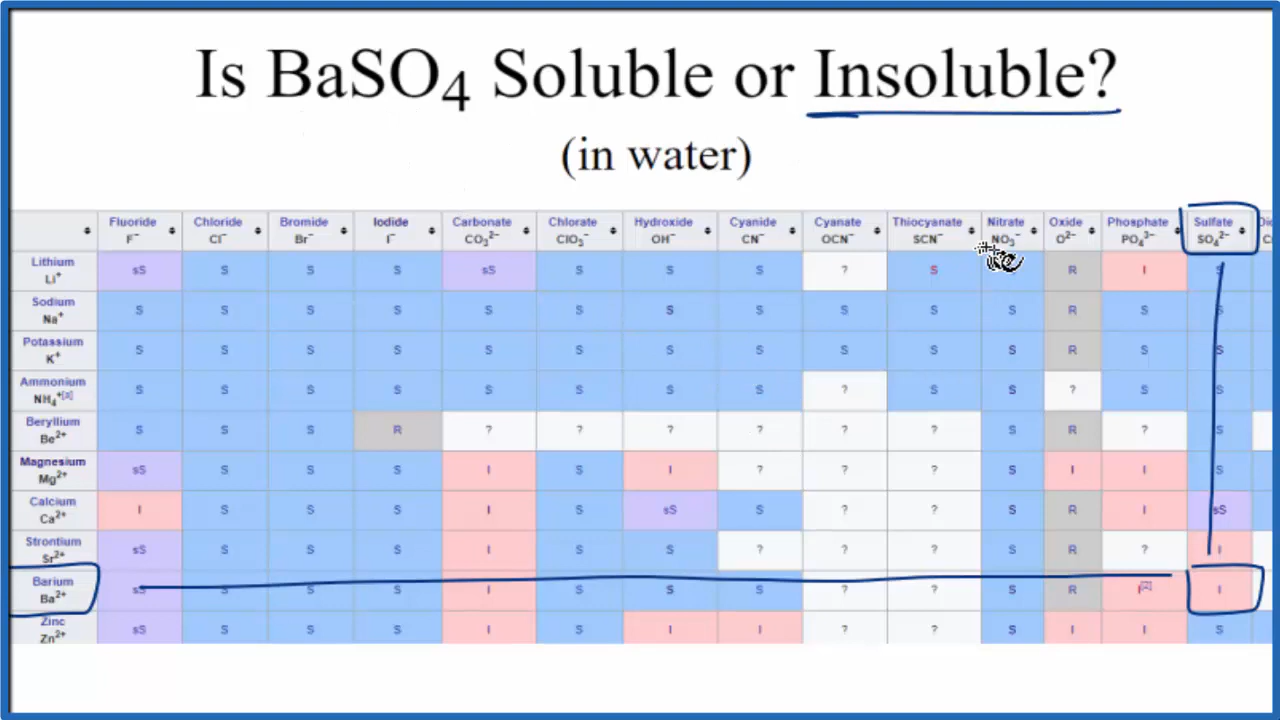 Is BaSO4 Soluble or Insoluble?
(in water)
Fluoride Chloride Bromide Iodide Carbonate Chlorate Hydroxide Cyanide Cyanate Thiocyanate Nitrate Oxide Phosphate Sulfate
F⁻ Cl⁻ Br⁻ I⁻ CO₃²⁻ ClO₃⁻ OH⁻ CN⁻ OCN⁻ SCN⁻ NO₃⁻ O²⁻ PO₄³⁻ SO₄²⁻
Lithium Li⁺ sS S S S sS S S S ? S S R I S
Sodium Na⁺ S S S S S S S S S S S R S S
Potassium K⁺ S S S S S S S S S S S R S S
Ammonium NH₄⁺[3] S S S S S S S S ? S S ? S S
Beryllium Be²⁺ S S S R ? ? ? ? ? ? S R ? S
Magnesium Mg²⁺ sS S S S I S I ? ? ? S I I S
Calcium Ca²⁺ I S S S I S sS S ? ? S R I sS
Strontium Sr²⁺ sS S S S I S S ? ? ? S R ? I
Barium Ba²⁺ sS S S S I S S S ? ? S R I[2] I
Zinc Zn²⁺ sS S S S I S I I ? ? S I I S